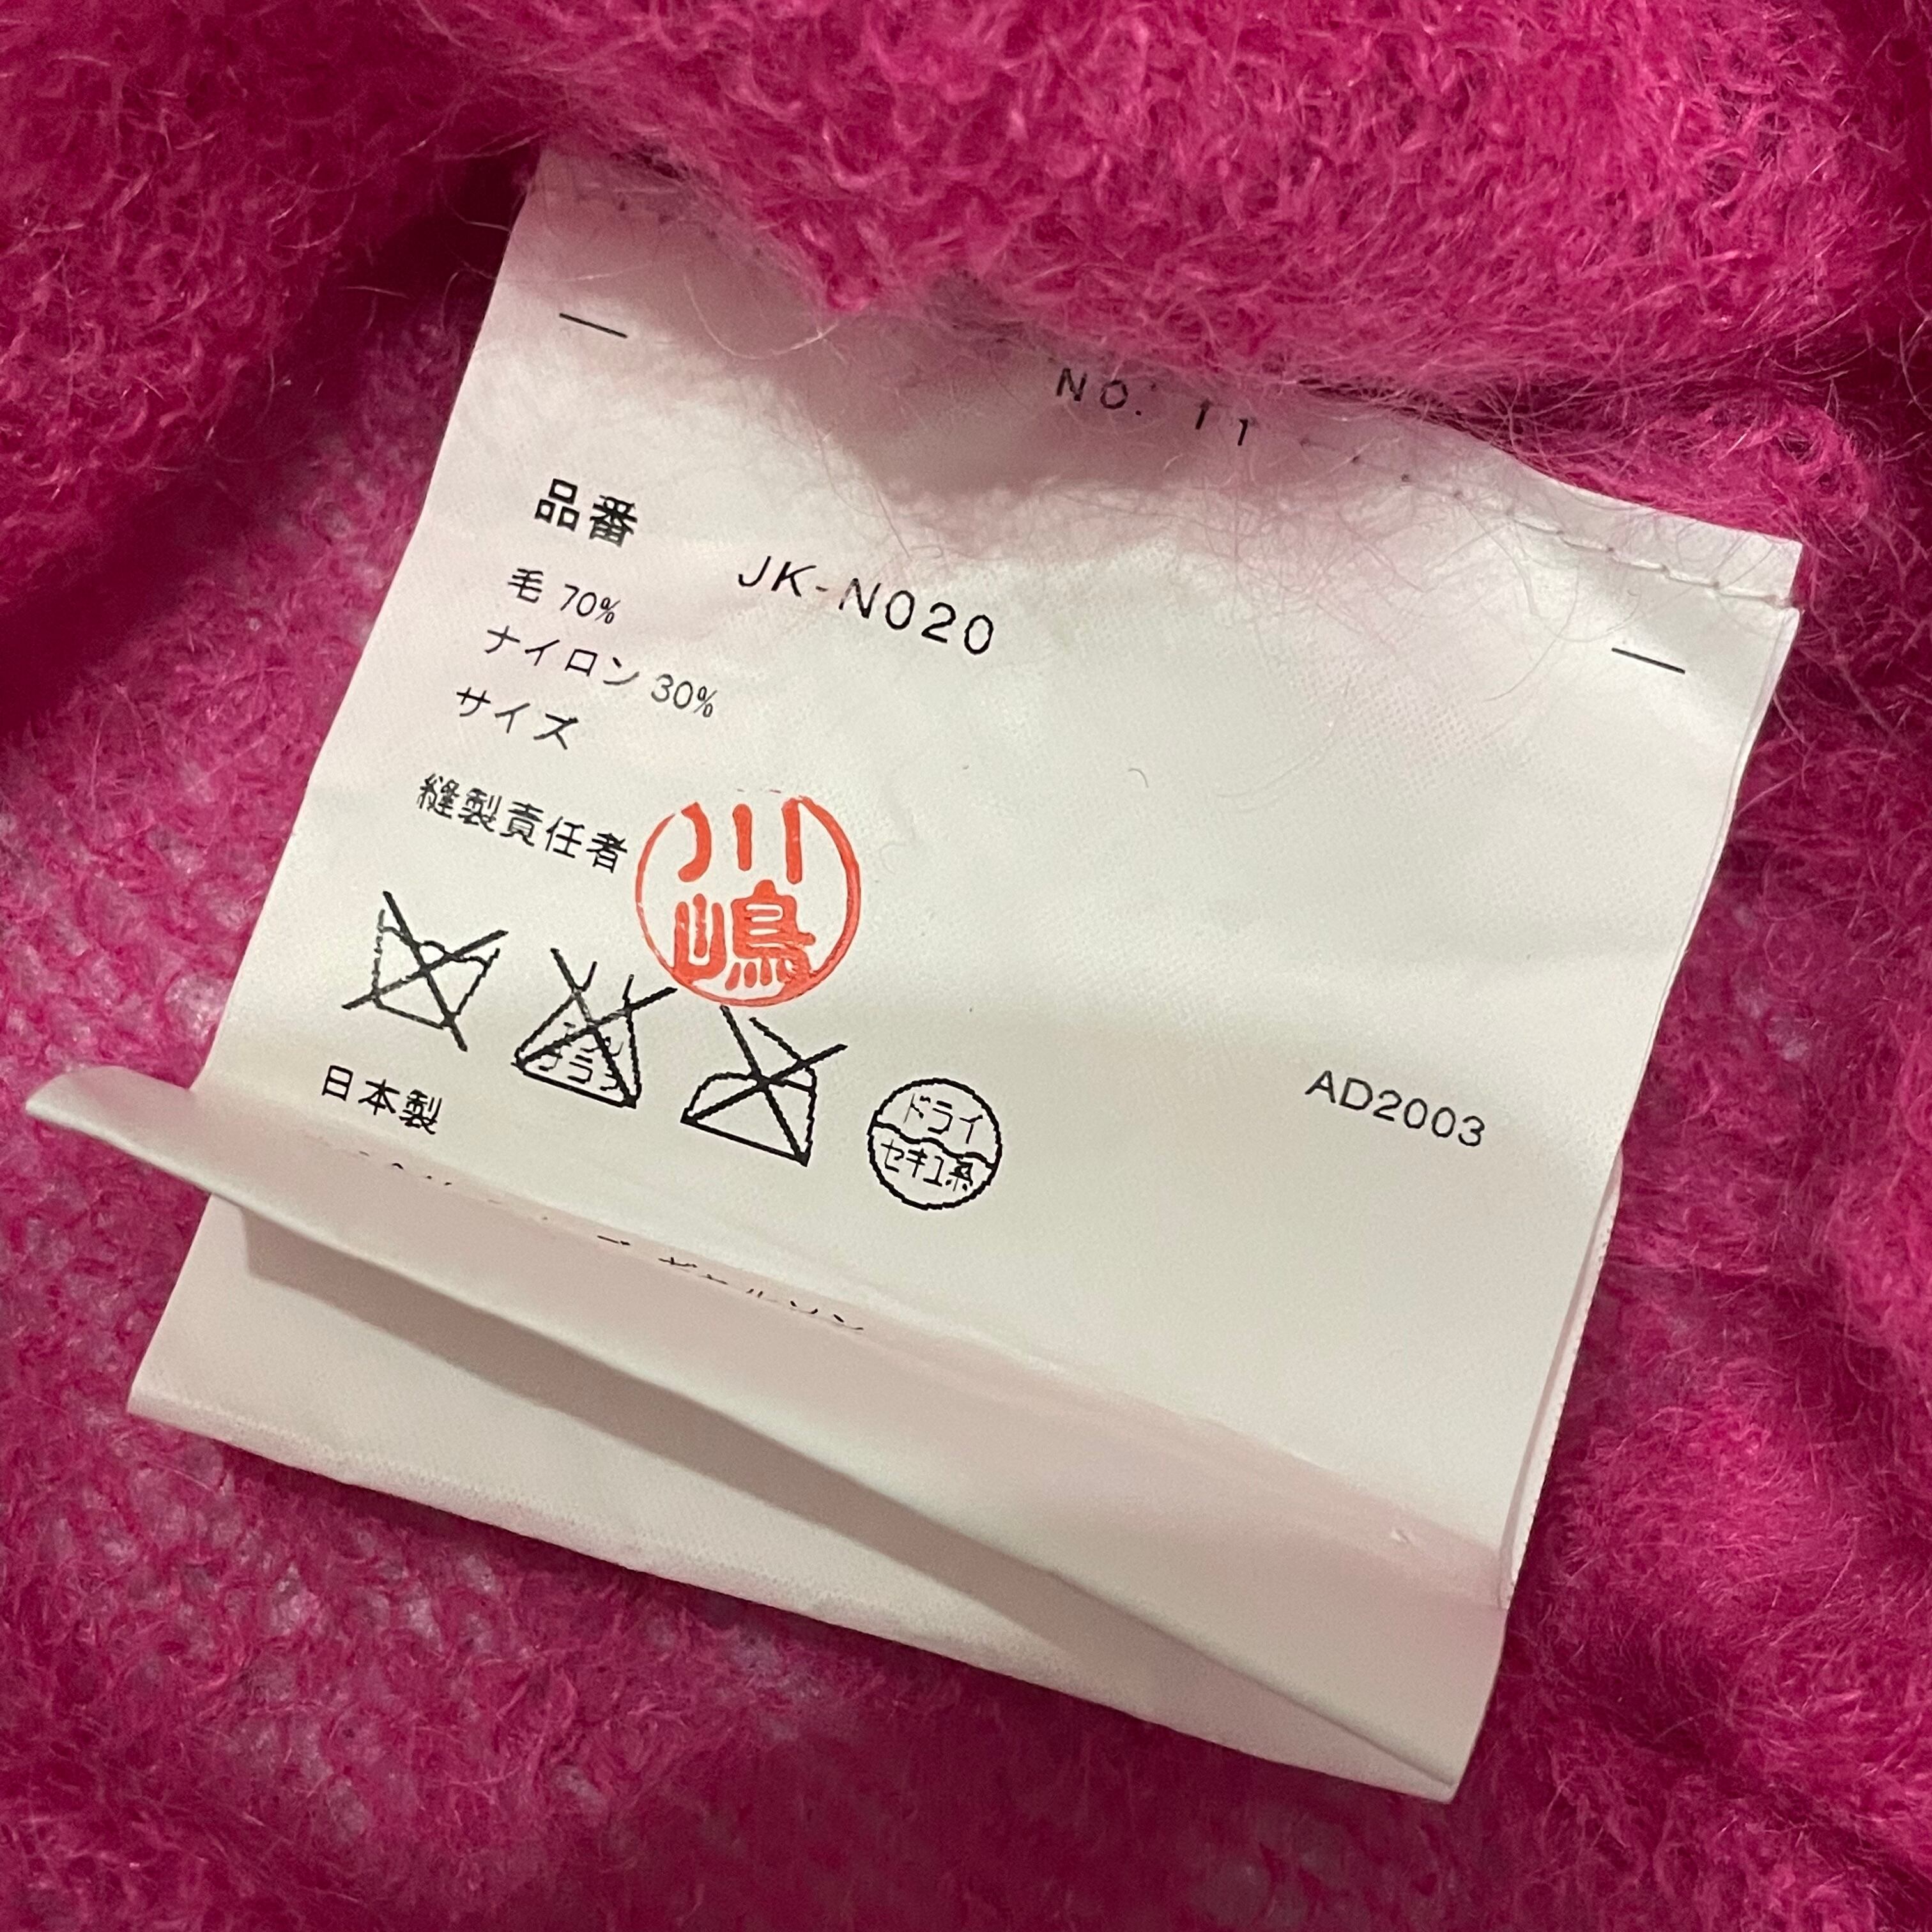 NO. 11
品番 JK-N020
毛 70%
ナイロン 30%
サイズ
縫製責任者
川嶋
ドライ
セキユ系
AD2003
日本製